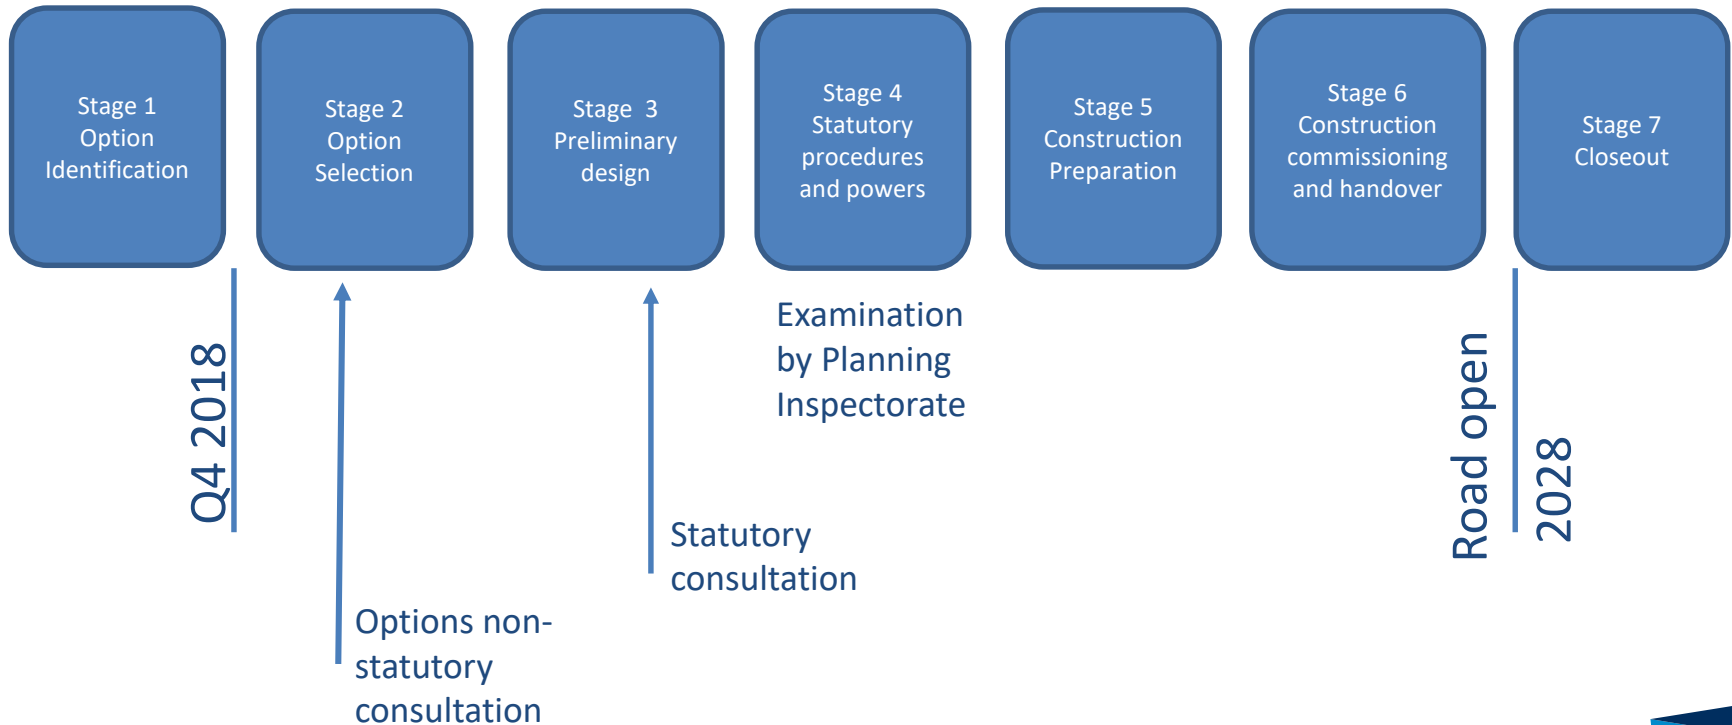 Stage 1
Option
Identification
Stage 2
Option
Selection
Stage 3
Preliminary
design
Stage 4
Statutory
procedures
and powers
Stage 5
Construction
Preparation
Stage 6
Construction
commissioning
and handover
Stage 7
Closeout
Q4 2018
Options non-
statutory
consultation
Statutory
consultation
Examination
by Planning
Inspectorate
Road open
2028